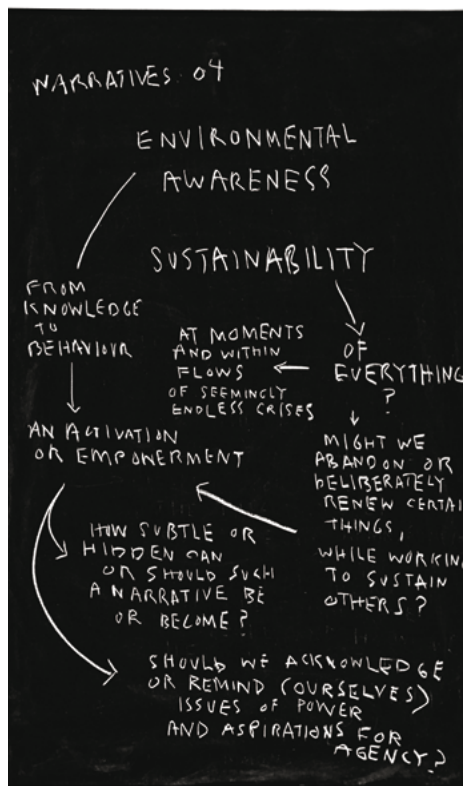 NARRATIVES: 04
ENVIRONMENTAL
AWARENESS
SUSTAINABILITY
FROM
KNOWLEDGE
TO
BEHAVIOUR
AT MOMENTS
AND WITHIN
FLOWS
OF SEEMINGLY
ENDLESS CRISES
OF
EVERYTHING
?
AN ACTIVATION
OR EMPOWERMENT
MIGHT WE
ABANDON OR
DELIBERATELY
RENEW CERTAI
THINGS,
WHILE WORKING
TO SUSTAIN
OTHERS?
HOW SUBTLE OR
HIDDEN CAN
OR SHOULD SUCH
A NARRATIVE BE
OR BECOME?
SHOULD WE ACKNOWLEDGE
OR REMIND (OURSELVES)
ISSUES OF POWER
AND ASPIRATIONS FOR
AGENCY?